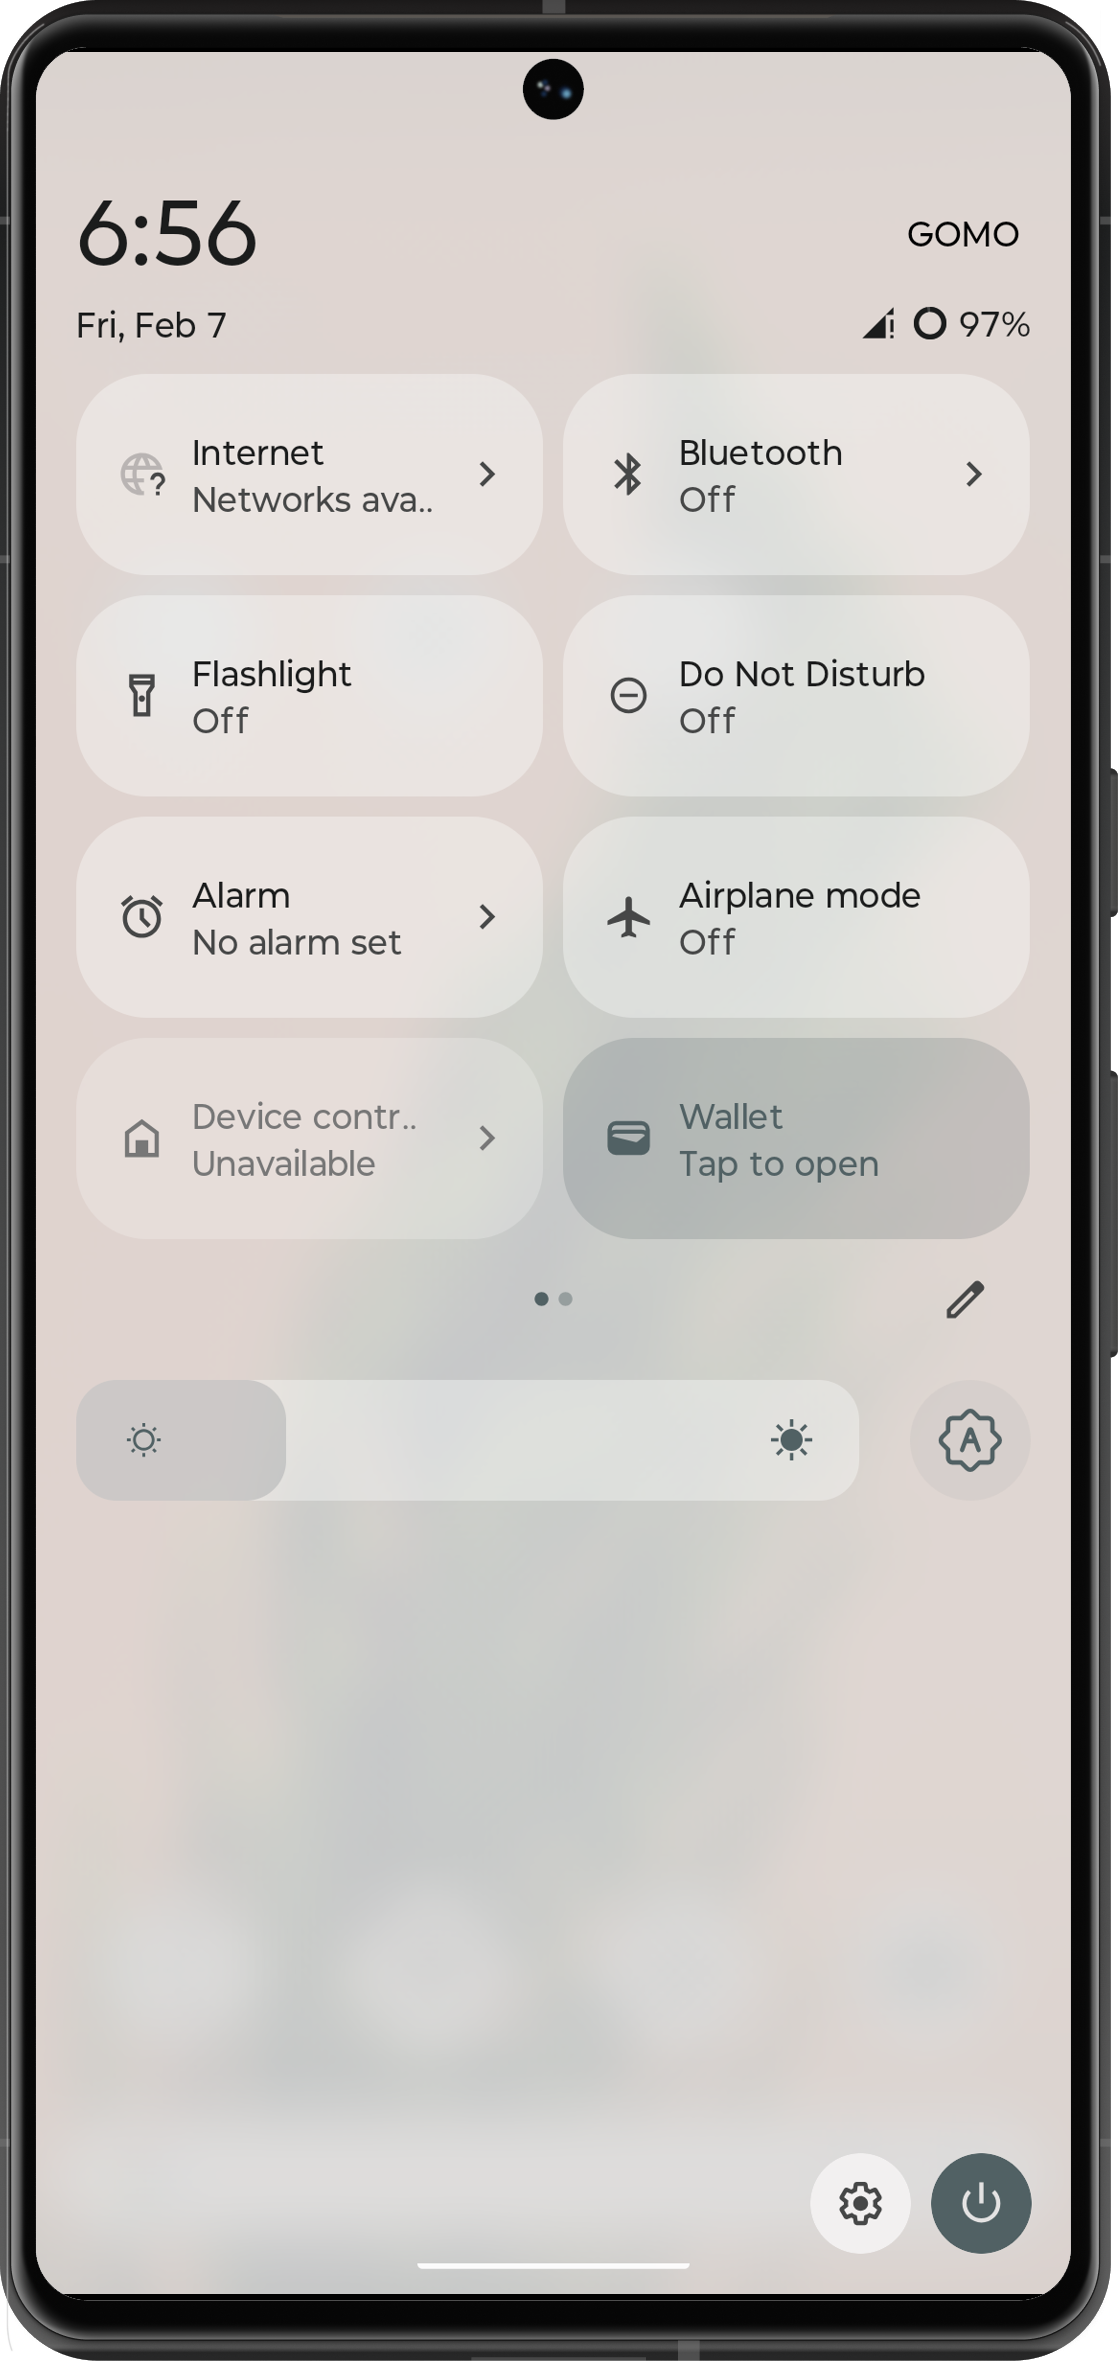 6:56
GOMO
Fri, Feb 7
97%
Internet
Networks ava..
Bluetooth
Off
Flashlight
Off
Do Not Disturb
Off
Alarm
No alarm set
Airplane mode
Off
Device contr..
Unavailable
Wallet
Tap to open
A